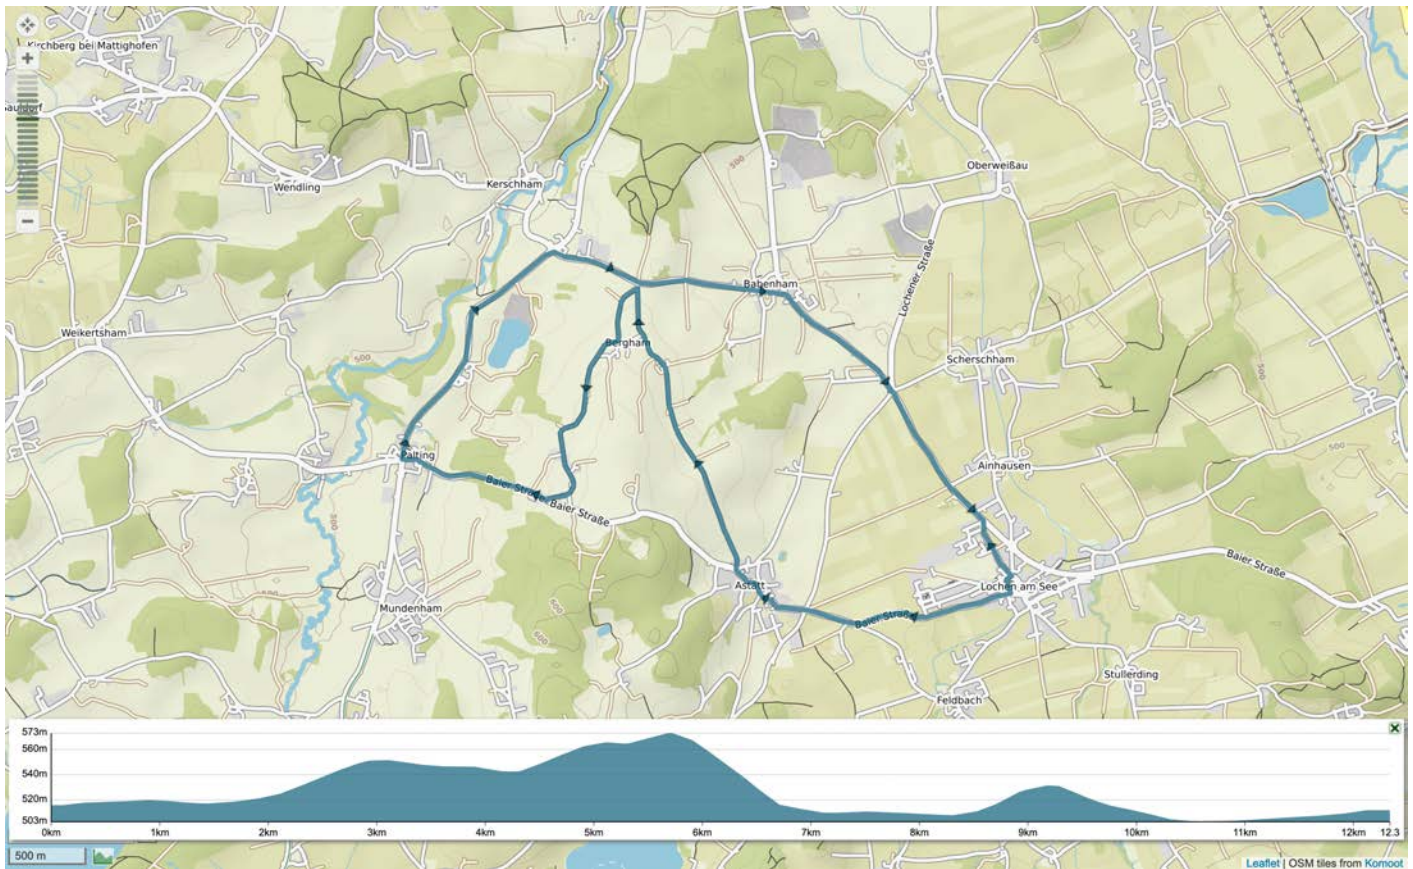 +
Kirchberg bei Mattighofen
Oberweißau
Kerschham
Wendling
500
Lochener Straße
Babenham
Weikertsham
Bergham
Scherschham
500
500
500
Palting
Ainhausen
Baier Straße
Baier Straße
500
Astatt
Lochen am See
Baier Straße
Mundenham
500
500
Baier Straße
Stullerding
Feldbach
−
573m
560m
540m
520m
503m
0km
1km
2km
3km
4km
5km
6km
7km
8km
9km
10km
11km
12km
12.3
500 m
Leaflet | OSM tiles from Komoot